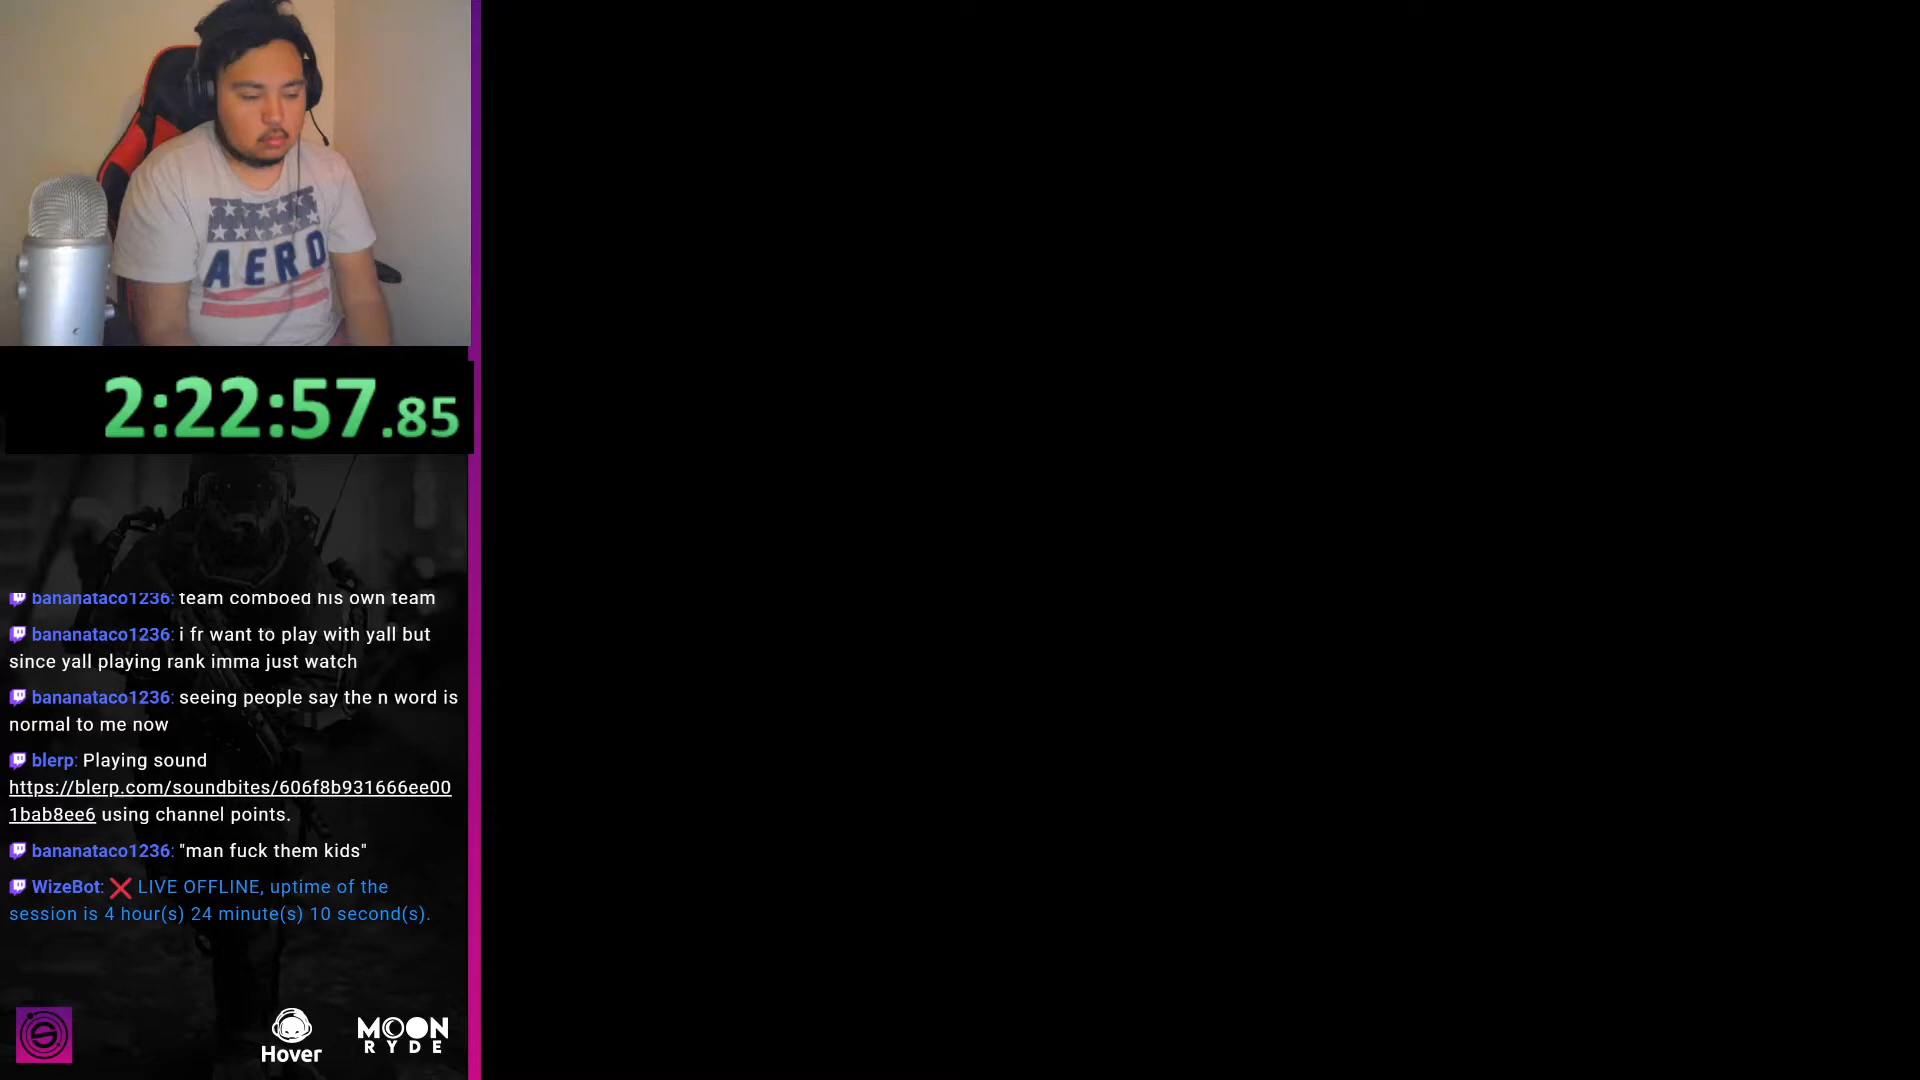 AERO
2:22:57.85
bananataco1236: team comboed his own team
bananataco1236: i fr want to play with yall but
since yall playing rank imma just watch
bananataco1236: seeing people say the n word is
normal to me now
blerp: Playing sound
https://blerp.com/soundbites/606f8b931666ee00
1bab8ee6 using channel points.
bananataco1236: "man fuck them kids"
WizeBot: ❌ LIVE OFFLINE, uptime of the
session is 4 hour(s) 24 minute(s) 10 second(s).
Hover
MOON
RYDE